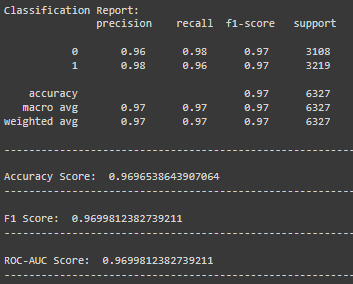 Classification Report:
precision recall f1-score support
0 0.96 0.98 0.97 3108
1 0.98 0.96 0.97 3219
accuracy 0.97 6327
macro avg 0.97 0.97 0.97 6327
weighted avg 0.97 0.97 0.97 6327
-----------------------------------------------------
Accuracy Score: 0.9696538643907064
-----------------------------------------------------
F1 Score: 0.9699812382739211
-----------------------------------------------------
ROC-AUC Score: 0.9699812382739211
-----------------------------------------------------